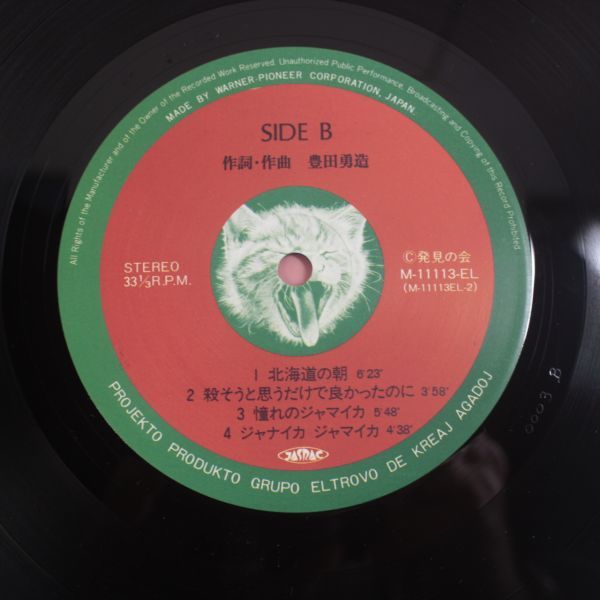 All Rights of the Manufacturer and of the Owner of the Recorded Work Reserved. Unauthorized Public Performance, Broadcasting and Copying of this Record Prohibited.
MADE BY WARNER-PIONEER CORPORATION, JAPAN.
SIDE B
作詞・作曲 豊田勇造
STEREO
33⅓R.P.M.
Ⓒ発見の会
M-11113-EL
(M-11113EL-2)
1 北海道の朝 6'23"
2 殺そうと思うだけで良かったのに 3'58"
3 憧れのジャマイカ 5'48"
4 ジャナイカ ジャマイカ 4'38"
JASRAC
PROJEKTO PRODUKTO GRUPO ELTROVO DE KREAJ AGADOJ
0003 B